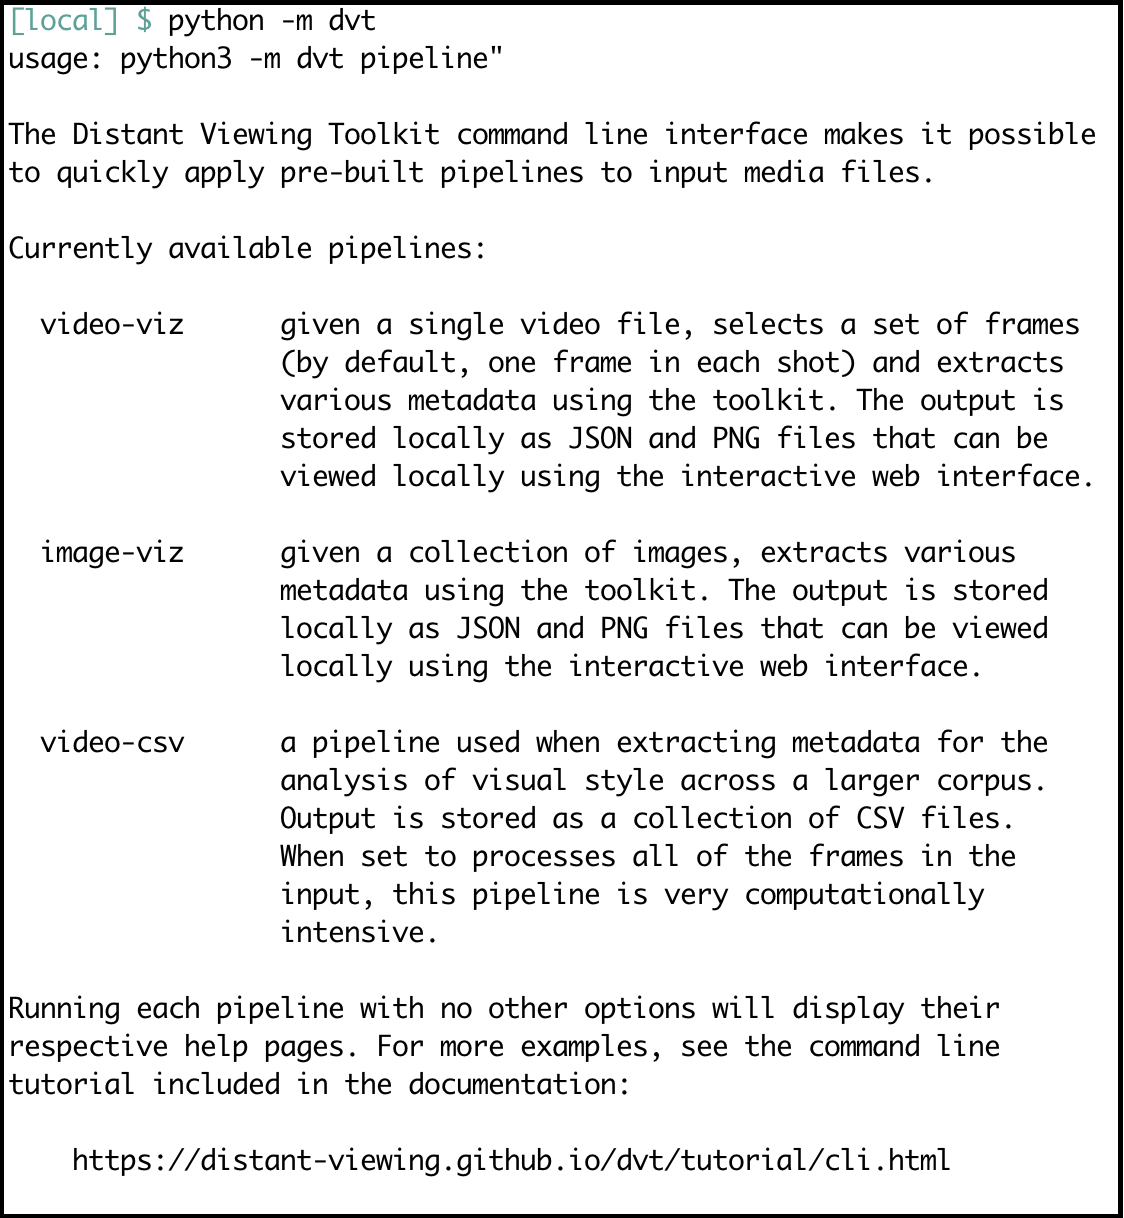 [local] $ python -m dvt
usage: python3 -m dvt pipeline"
The Distant Viewing Toolkit command line interface makes it possible
to quickly apply pre-built pipelines to input media files.
Currently available pipelines:
video-viz given a single video file, selects a set of frames
(by default, one frame in each shot) and extracts
various metadata using the toolkit. The output is
stored locally as JSON and PNG files that can be
viewed locally using the interactive web interface.
image-viz given a collection of images, extracts various
metadata using the toolkit. The output is stored
locally as JSON and PNG files that can be viewed
locally using the interactive web interface.
video-csv a pipeline used when extracting metadata for the
analysis of visual style across a larger corpus.
Output is stored as a collection of CSV files.
When set to processes all of the frames in the
input, this pipeline is very computationally
intensive.
Running each pipeline with no other options will display their
respective help pages. For more examples, see the command line
tutorial included in the documentation:
https://distant-viewing.github.io/dvt/tutorial/cli.html